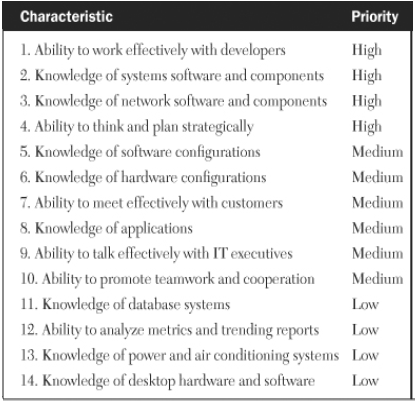 Characteristic Priority
1. Ability to work effectively with developers High
2. Knowledge of systems software and components High
3. Knowledge of network software and components High
4. Ability to think and plan strategically High
5. Knowledge of software configurations Medium
6. Knowledge of hardware configurations Medium
7. Ability to meet effectively with customers Medium
8. Knowledge of applications Medium
9. Ability to talk effectively with IT executives Medium
10. Ability to promote teamwork and cooperation Medium
11. Knowledge of database systems Low
12. Ability to analyze metrics and trending reports Low
13. Knowledge of power and air conditioning systems Low
14. Knowledge of desktop hardware and software Low